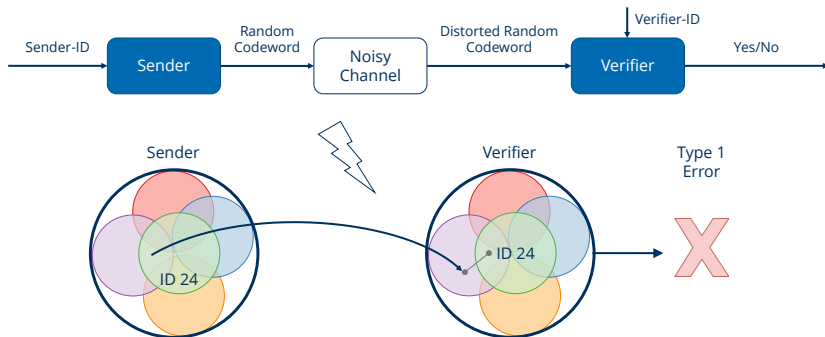 Sender-ID
Sender
Random
Codeword
Noisy
Channel
Distorted Random
Codeword
Verifier-ID
Verifier
Yes/No
Sender
Verifier
Type 1
Error
ID 24
ID 24
X